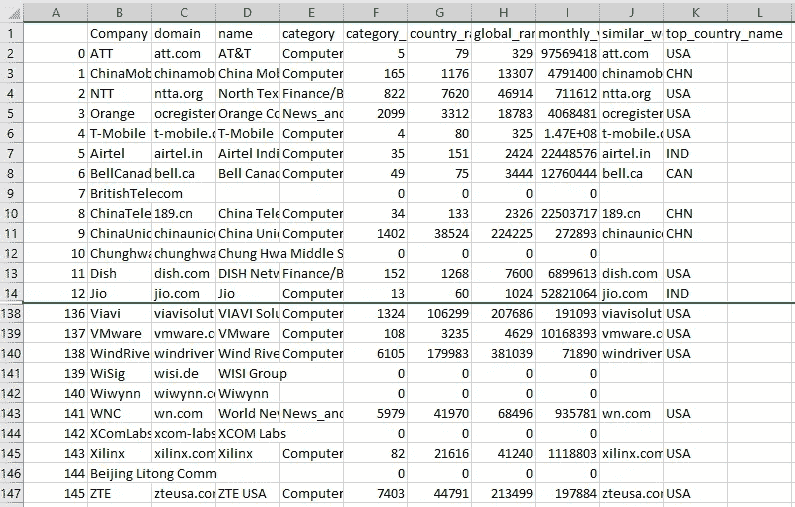 A B C D E F G H I J K L
1 Company domain name category category_ country_ra global_ran monthly_v similar_w top_country_name
2 0 ATT att.com AT&T Computer 5 79 329 97569418 att.com USA
3 1 ChinaMob chinamob China Mol Computer 165 1176 13307 4791400 chinamob CHN
4 2 NTT ntta.org North Tex Finance/B 822 7620 46914 711612 ntta.org USA
5 3 Orange ocregister Orange Co News_and 2099 3312 18783 4068481 ocregister USA
6 4 T-Mobile t-mobile.c T-Mobile Computer 4 80 325 1.47E+08 t-mobile.c USA
7 5 Airtel airtel.in Airtel Indi Computer 35 151 2424 22448576 airtel.in IND
8 6 BellCanad bell.ca Bell Canad Computer 49 75 3444 12760444 bell.ca CAN
9 7 BritishTelecom 0 0 0 0
10 8 ChinaTele 189.cn China Tele Computer 34 133 2326 22503717 189.cn CHN
11 9 ChinaUnic chinaunic China Uni Computer 1402 38524 224225 272893 chinaunic CHN
12 10 Chunghwa chunghwa Chung Hwa Middle S 0 0 0 0
13 11 Dish dish.com DISH Netv Finance/B 152 1268 7600 6899613 dish.com USA
14 12 Jio jio.com Jio Computer 13 60 1024 52821064 jio.com IND
138 136 Viavi viavisolut VIAVI Solu Computer 1324 106299 207686 191093 viavisolut USA
139 137 VMware vmware.c VMware Computer 108 3235 4629 10168393 vmware.c USA
140 138 WindRive windriver Wind Rive Computer 6105 179983 381039 71890 windriver USA
141 139 WiSig wisi.de WISI Group 0 0 0 0
142 140 Wiwynn wiwynn.co Wiwynn 0 0 0 0
143 141 WNC wn.com World Nev News_and 5979 41970 68496 935781 wn.com USA
144 142 XComLabs xcom-labs XCOM Labs 0 0 0 0
145 143 Xilinx xilinx.com Xilinx Computer 82 21616 41240 1118803 xilinx.com USA
146 144 Beijing Litong Comm 0 0 0 0
147 145 ZTE zteusa.cor ZTE USA Computer 7403 44791 213499 197884 zteusa.cor USA